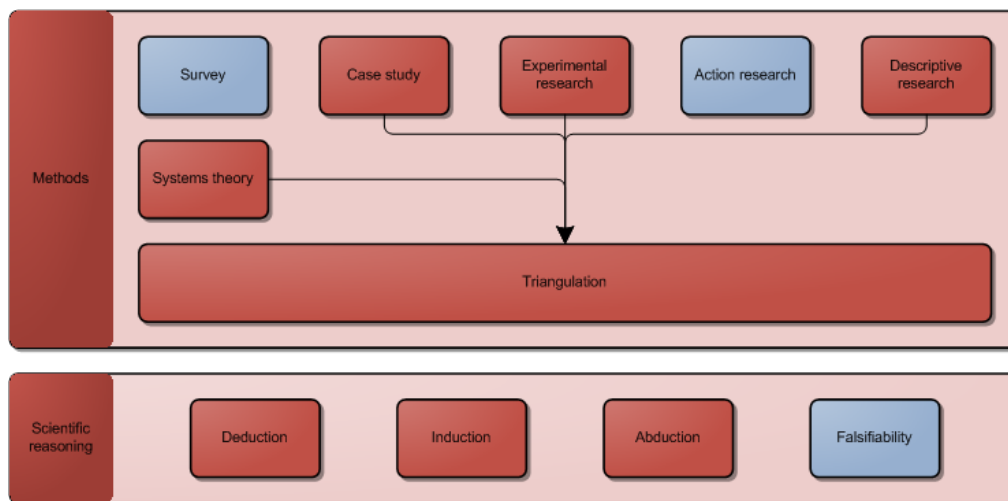 Survey
Case study
Experimental
research
Action research
Descriptive
research
Methods
Systems theory
Triangulation
Scientific
reasoning
Deduction
Induction
Abduction
Falsifiability